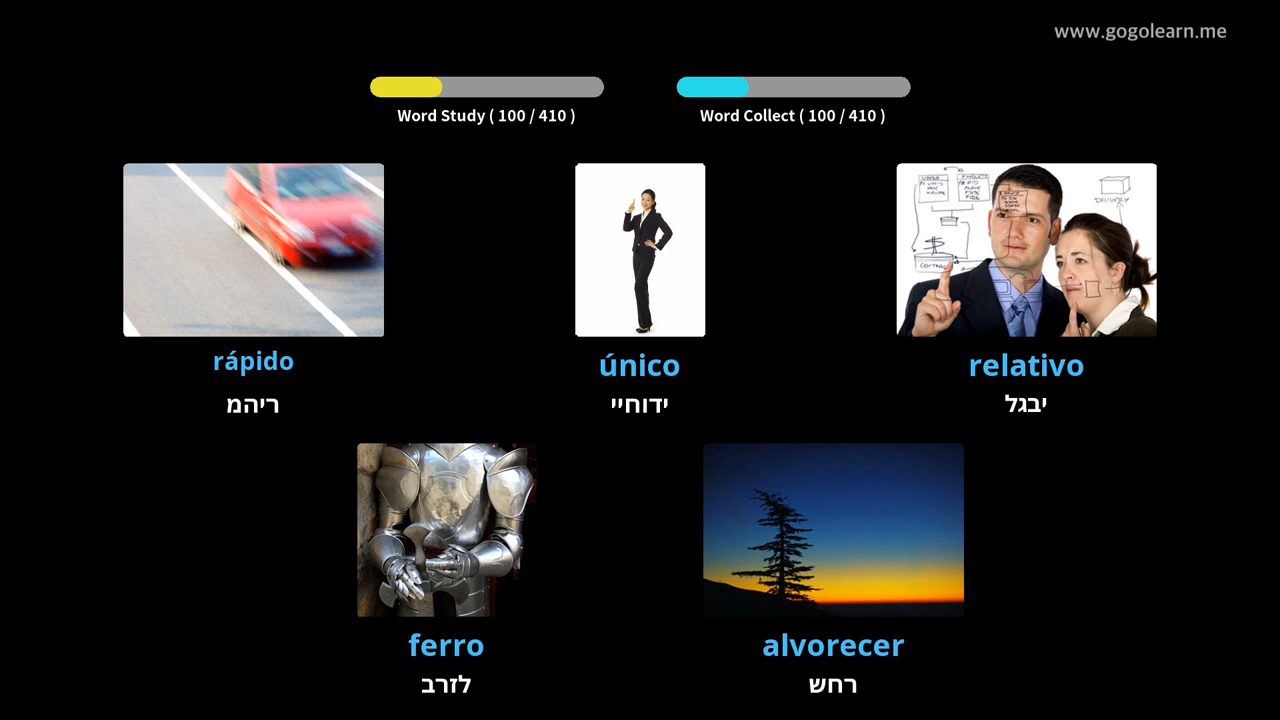 www.gogolearn.me
Word Study ( 100 / 410 )
Word Collect ( 100 / 410 )
DELIVERY
rápido
único
relativo
ריהמ
ידוחיי
יבגל
ferro
alvorecer
לזרב
רחש